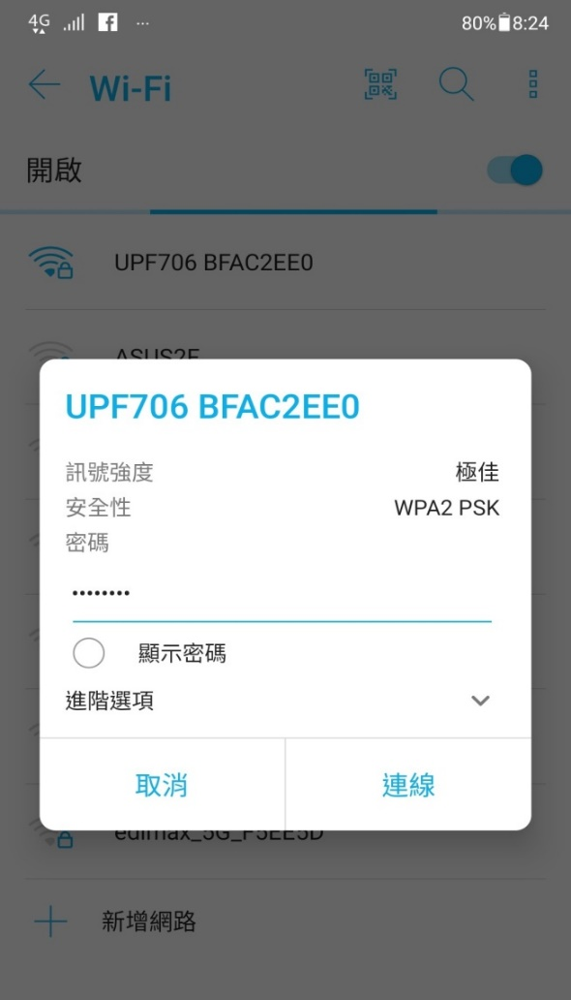 4G 80% 8:24
Wi-Fi
開啟
UPF706 BFAC2EE0
ASUS2F
UPF706 BFAC2EE0
訊號強度 極佳
安全性 WPA2 PSK
密碼
••••••••
顯示密碼
進階選項
取消 連線
edimax_5G_F5EE5D
新增網路